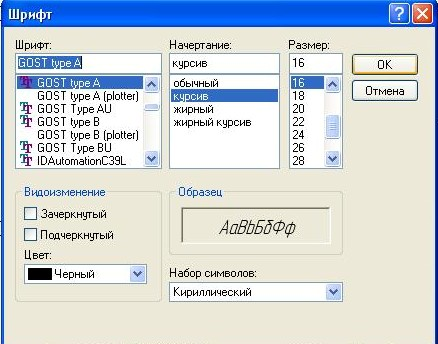 Шрифт
Шрифт:
GOST type A
GOST type A
GOST type A (plotter)
GOST Type AU
GOST type B
GOST type B (plotter)
GOST Type BU
IDAutomationC39L
Начертание:
курсив
обычный
курсив
жирный
жирный курсив
Размер:
16
16
18
20
22
24
26
28
OK
Отмена
Видоизменение
Зачеркнутый
Подчеркнутый
Цвет:
Черный
Образец
АаВbБбФф
Набор символов:
Кириллический